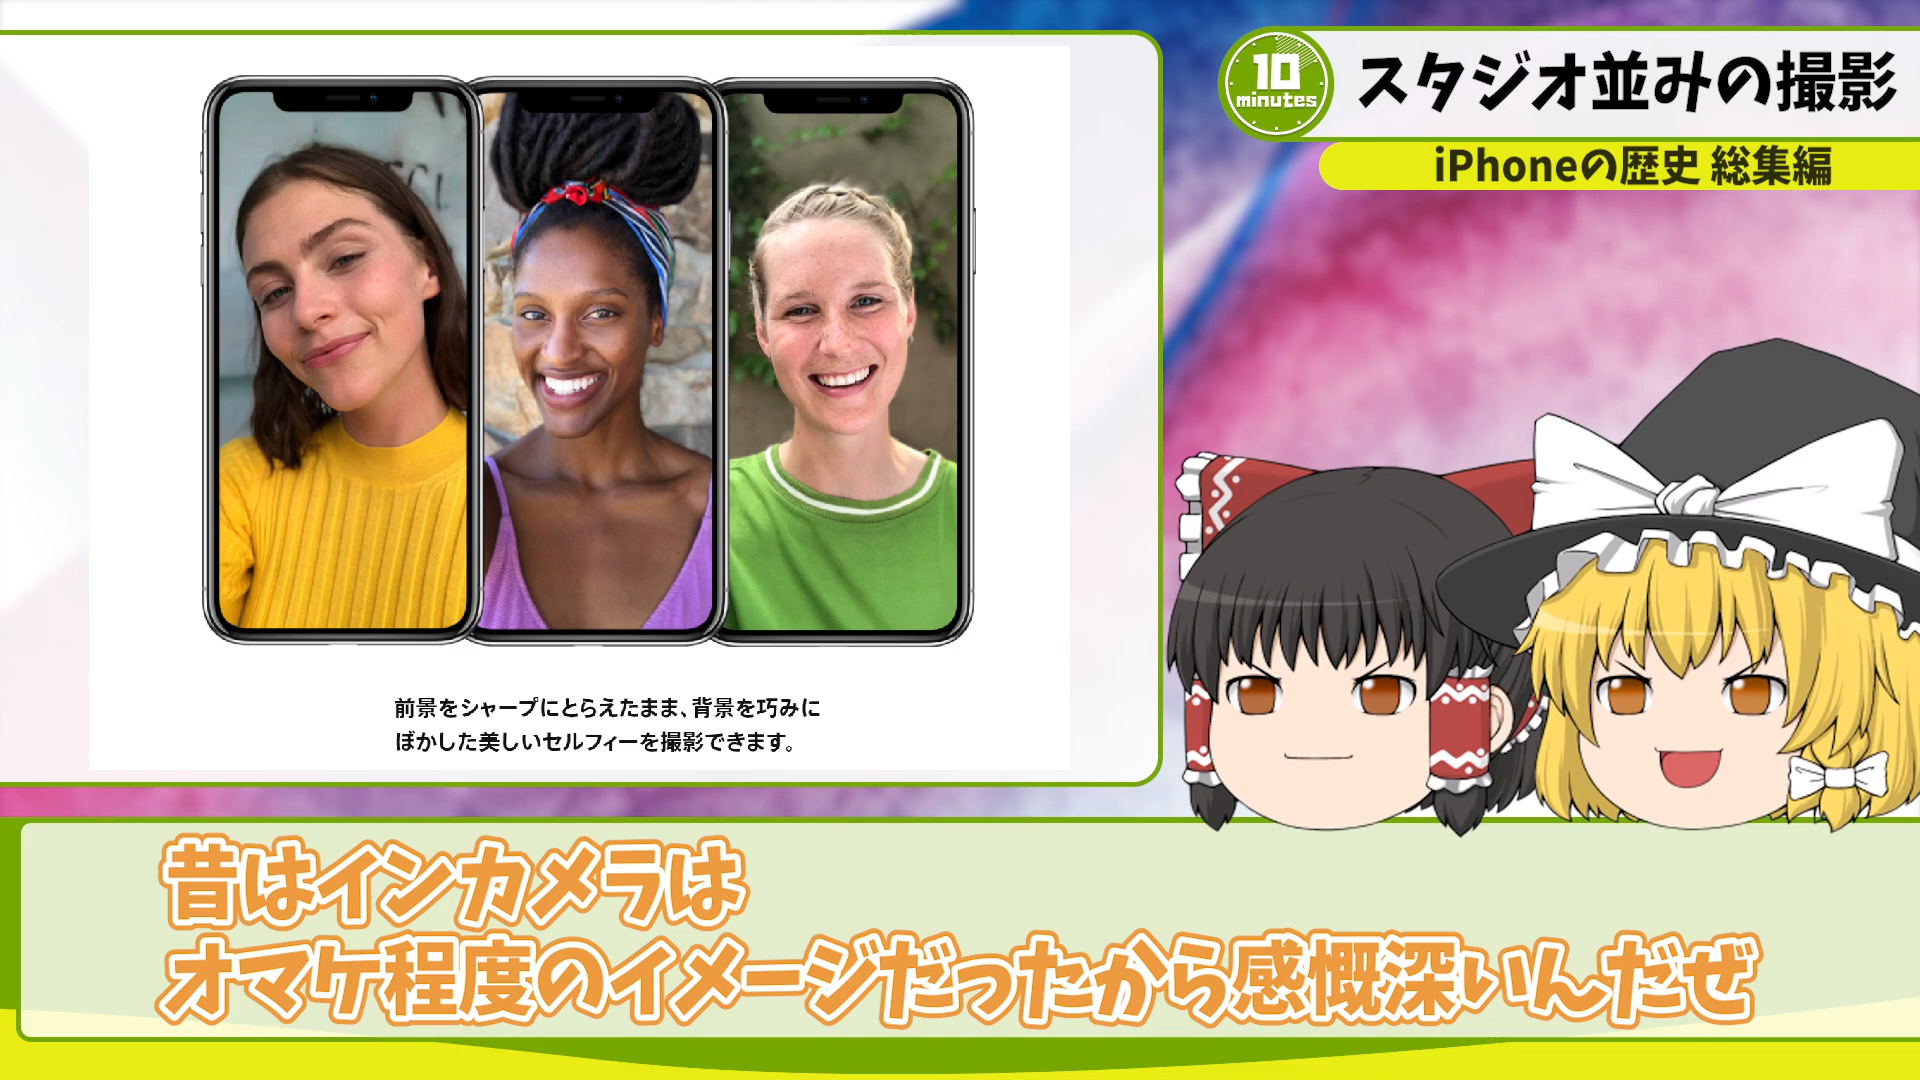 10
minutes
スタジオ並みの撮影
iPhoneの歴史 総集編
前景をシャープにとらえたまま、背景を巧みに
ぼかした美しいセルフィーを撮影できます。
昔はインカメラは
オマケ程度のイメージだったから感慨深いんだぜ